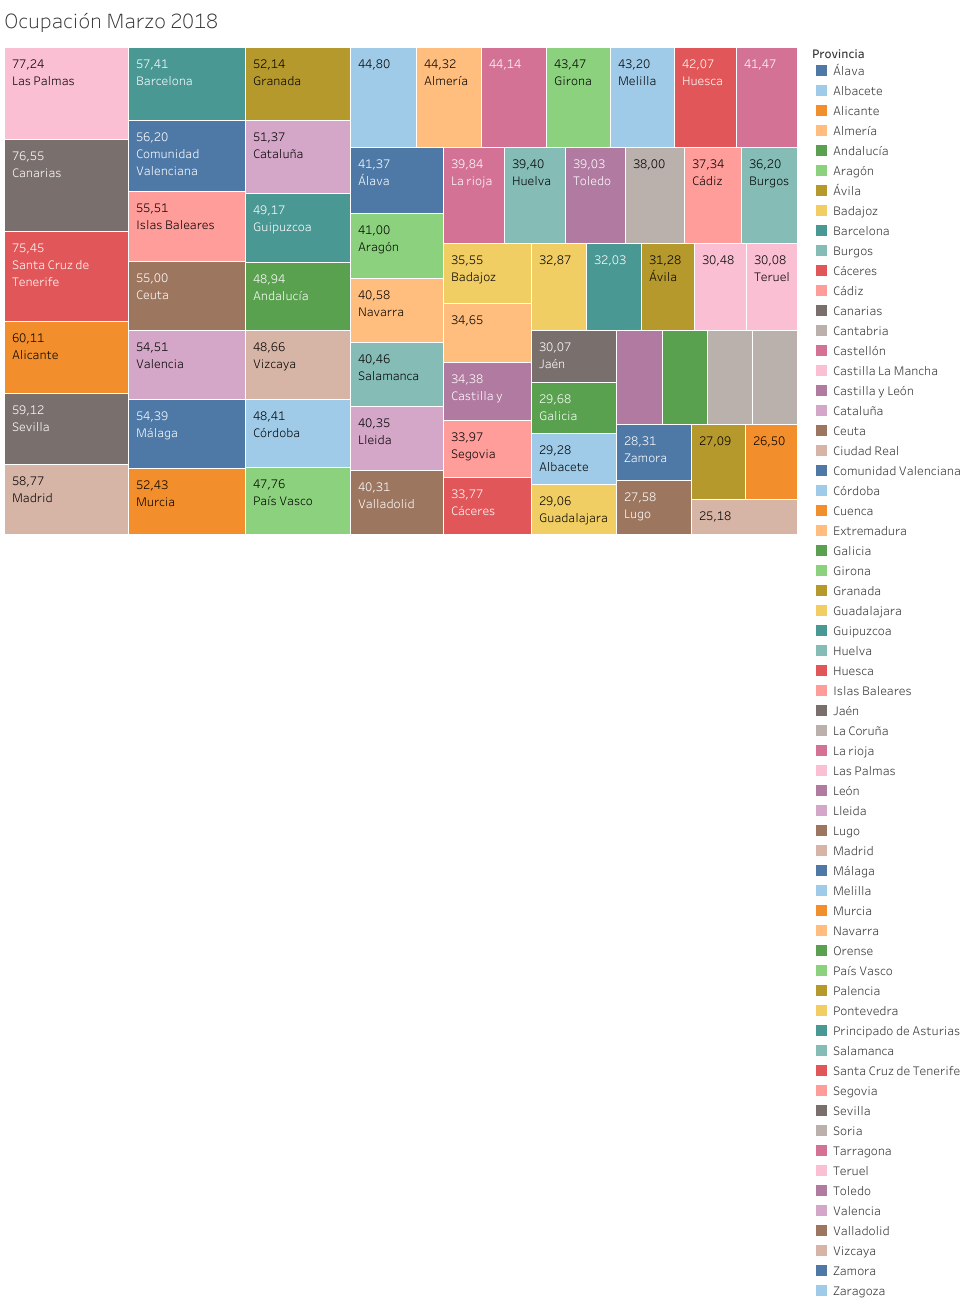 Ocupación Marzo 2018
77,24
Las Palmas
76,55
Canarias
75,45
Santa Cruz de
Tenerife
60,11
Alicante
59,12
Sevilla
58,77
Madrid
57,41
Barcelona
56,20
Comunidad
Valenciana
55,51
Islas Baleares
55,00
Ceuta
54,51
Valencia
54,39
Málaga
52,43
Murcia
52,14
Granada
51,37
Cataluña
49,17
Guipuzcoa
48,94
Andalucía
48,66
Vizcaya
48,41
Córdoba
47,76
País Vasco
44,80
44,32
Almería
44,14
43,47
Girona
43,20
Melilla
42,07
Huesca
41,47
41,37
Álava
41,00
Aragón
40,58
Navarra
40,46
Salamanca
40,35
Lleida
40,31
Valladolid
39,84
La rioja
39,40
Huelva
39,03
Toledo
38,00
37,34
Cádiz
36,20
Burgos
35,55
Badajoz
34,65
34,38
Castilla y
33,97
Segovia
33,77
Cáceres
32,87
32,03
31,28
Ávila
30,48
30,08
Teruel
30,07
Jaén
29,68
Galicia
29,28
Albacete
29,06
Guadalajara
28,31
Zamora
27,58
Lugo
27,09
26,50
25,18
Provincia
Álava
Albacete
Alicante
Almería
Andalucía
Aragón
Ávila
Badajoz
Barcelona
Burgos
Cáceres
Cádiz
Canarias
Cantabria
Castellón
Castilla La Mancha
Castilla y León
Cataluña
Ceuta
Ciudad Real
Comunidad Valenciana
Córdoba
Cuenca
Extremadura
Galicia
Girona
Granada
Guadalajara
Guipuzcoa
Huelva
Huesca
Islas Baleares
Jaén
La Coruña
La rioja
Las Palmas
León
Lleida
Lugo
Madrid
Málaga
Melilla
Murcia
Navarra
Orense
País Vasco
Palencia
Pontevedra
Principado de Asturias
Salamanca
Santa Cruz de Tenerife
Segovia
Sevilla
Soria
Tarragona
Teruel
Toledo
Valencia
Valladolid
Vizcaya
Zamora
Zaragoza